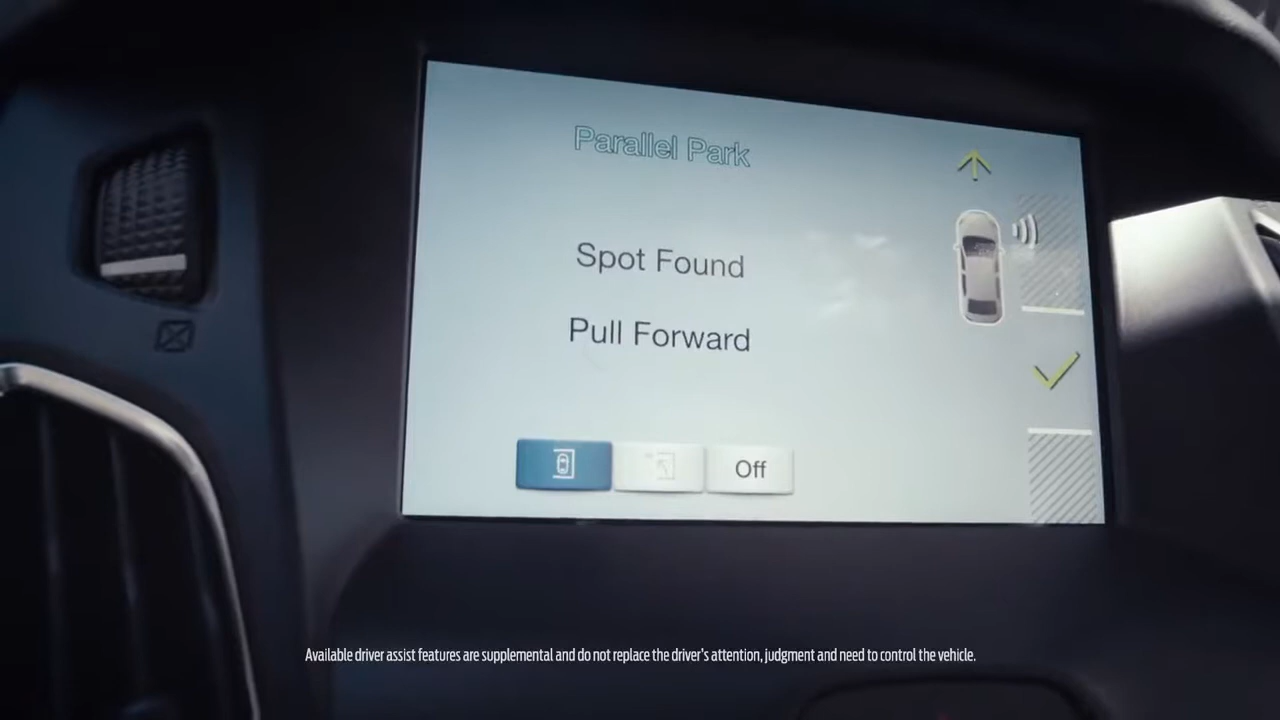 Parallel Park
Spot Found
Pull Forward
Off
Available driver assist features are supplemental and do not replace the driver's attention, judgment and need to control the vehicle.